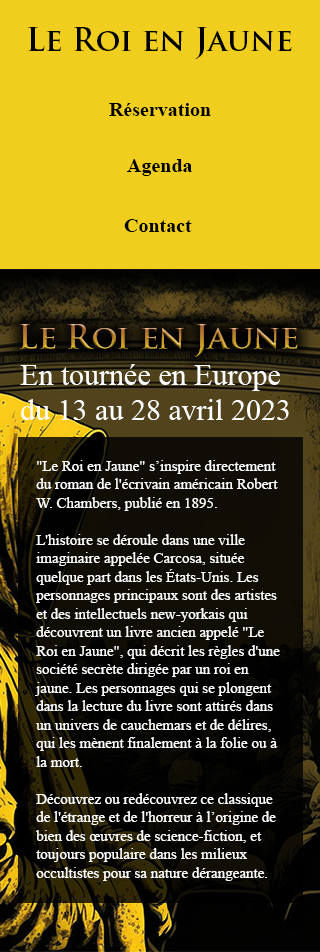 Le Roi en Jaune
Réservation
Agenda
Contact
Le Roi en Jaune
En tournée en Europe
du 13 au 28 avril 2023
"Le Roi en Jaune" s’inspire directement
du roman de l'écrivain américain Robert
W. Chambers, publié en 1895.
L'histoire se déroule dans une ville
imaginaire appelée Carcosa, située
quelque part dans les États-Unis. Les
personnages principaux sont des artistes
et des intellectuels new-yorkais qui
découvrent un livre ancien appelé "Le
Roi en Jaune", qui décrit les règles d'une
société secrète dirigée par un roi en
jaune. Les personnages qui se plongent
dans la lecture du livre sont attirés dans
un univers de cauchemars et de délires,
qui les mènent finalement à la folie ou à
la mort.
Découvrez ou redécouvrez ce classique
de l'étrange et de l'horreur à l’origine de
bien des œuvres de science-fiction, et
toujours populaire dans les milieux
occultistes pour sa nature dérangeante.